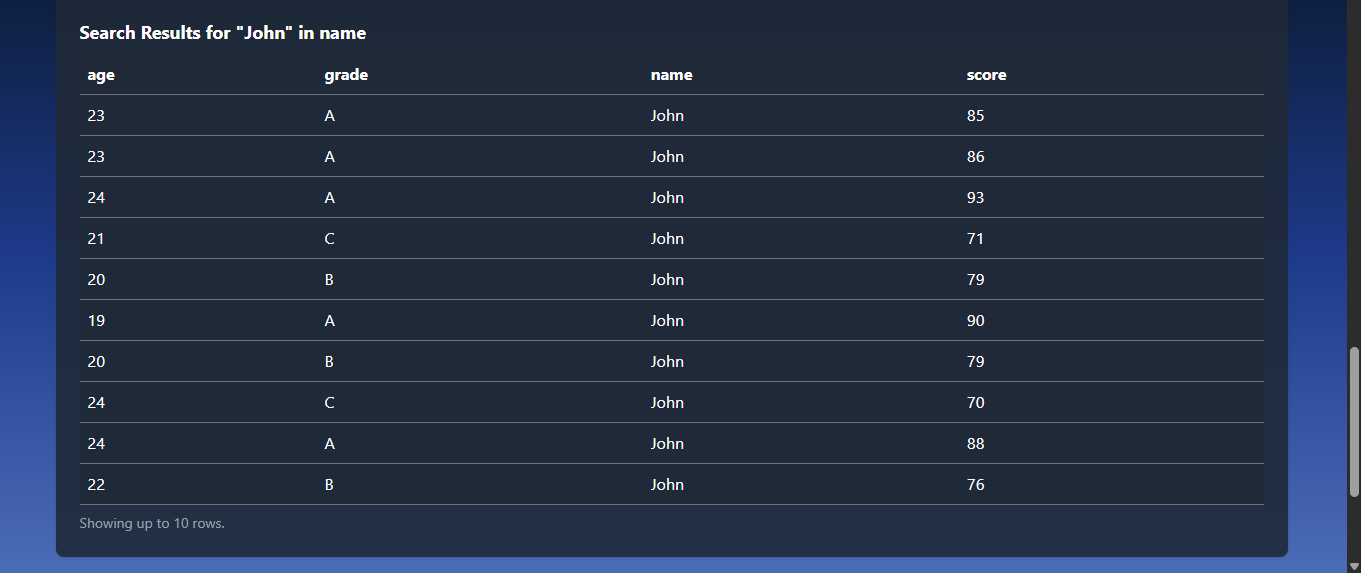 Search Results for "John" in name
age grade name score
23 A John 85
23 A John 86
24 A John 93
21 C John 71
20 B John 79
19 A John 90
20 B John 79
24 C John 70
24 A John 88
22 B John 76
Showing up to 10 rows.